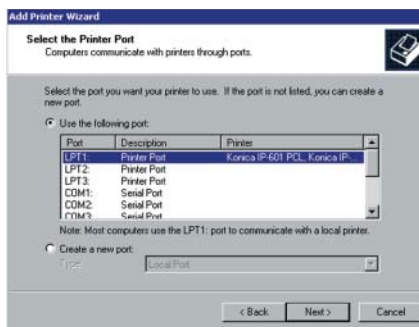 Add Printer Wizard
Select the Printer Port
Computers communicate with printers through ports.
Select the port you want your printer to use. If the port is not listed, you can create a
new port.
Use the following port:
Port Description Printer
LPT1: Printer Port Konica IP-601 PCL, Konica IP-...
LPT2: Printer Port
LPT3: Printer Port
COM1: Serial Port
COM2: Serial Port
COM3: Serial Port
Note: Most computers use the LPT1: port to communicate with a local printer.
Create a new port:
Type: Local Port
< Back Next > Cancel